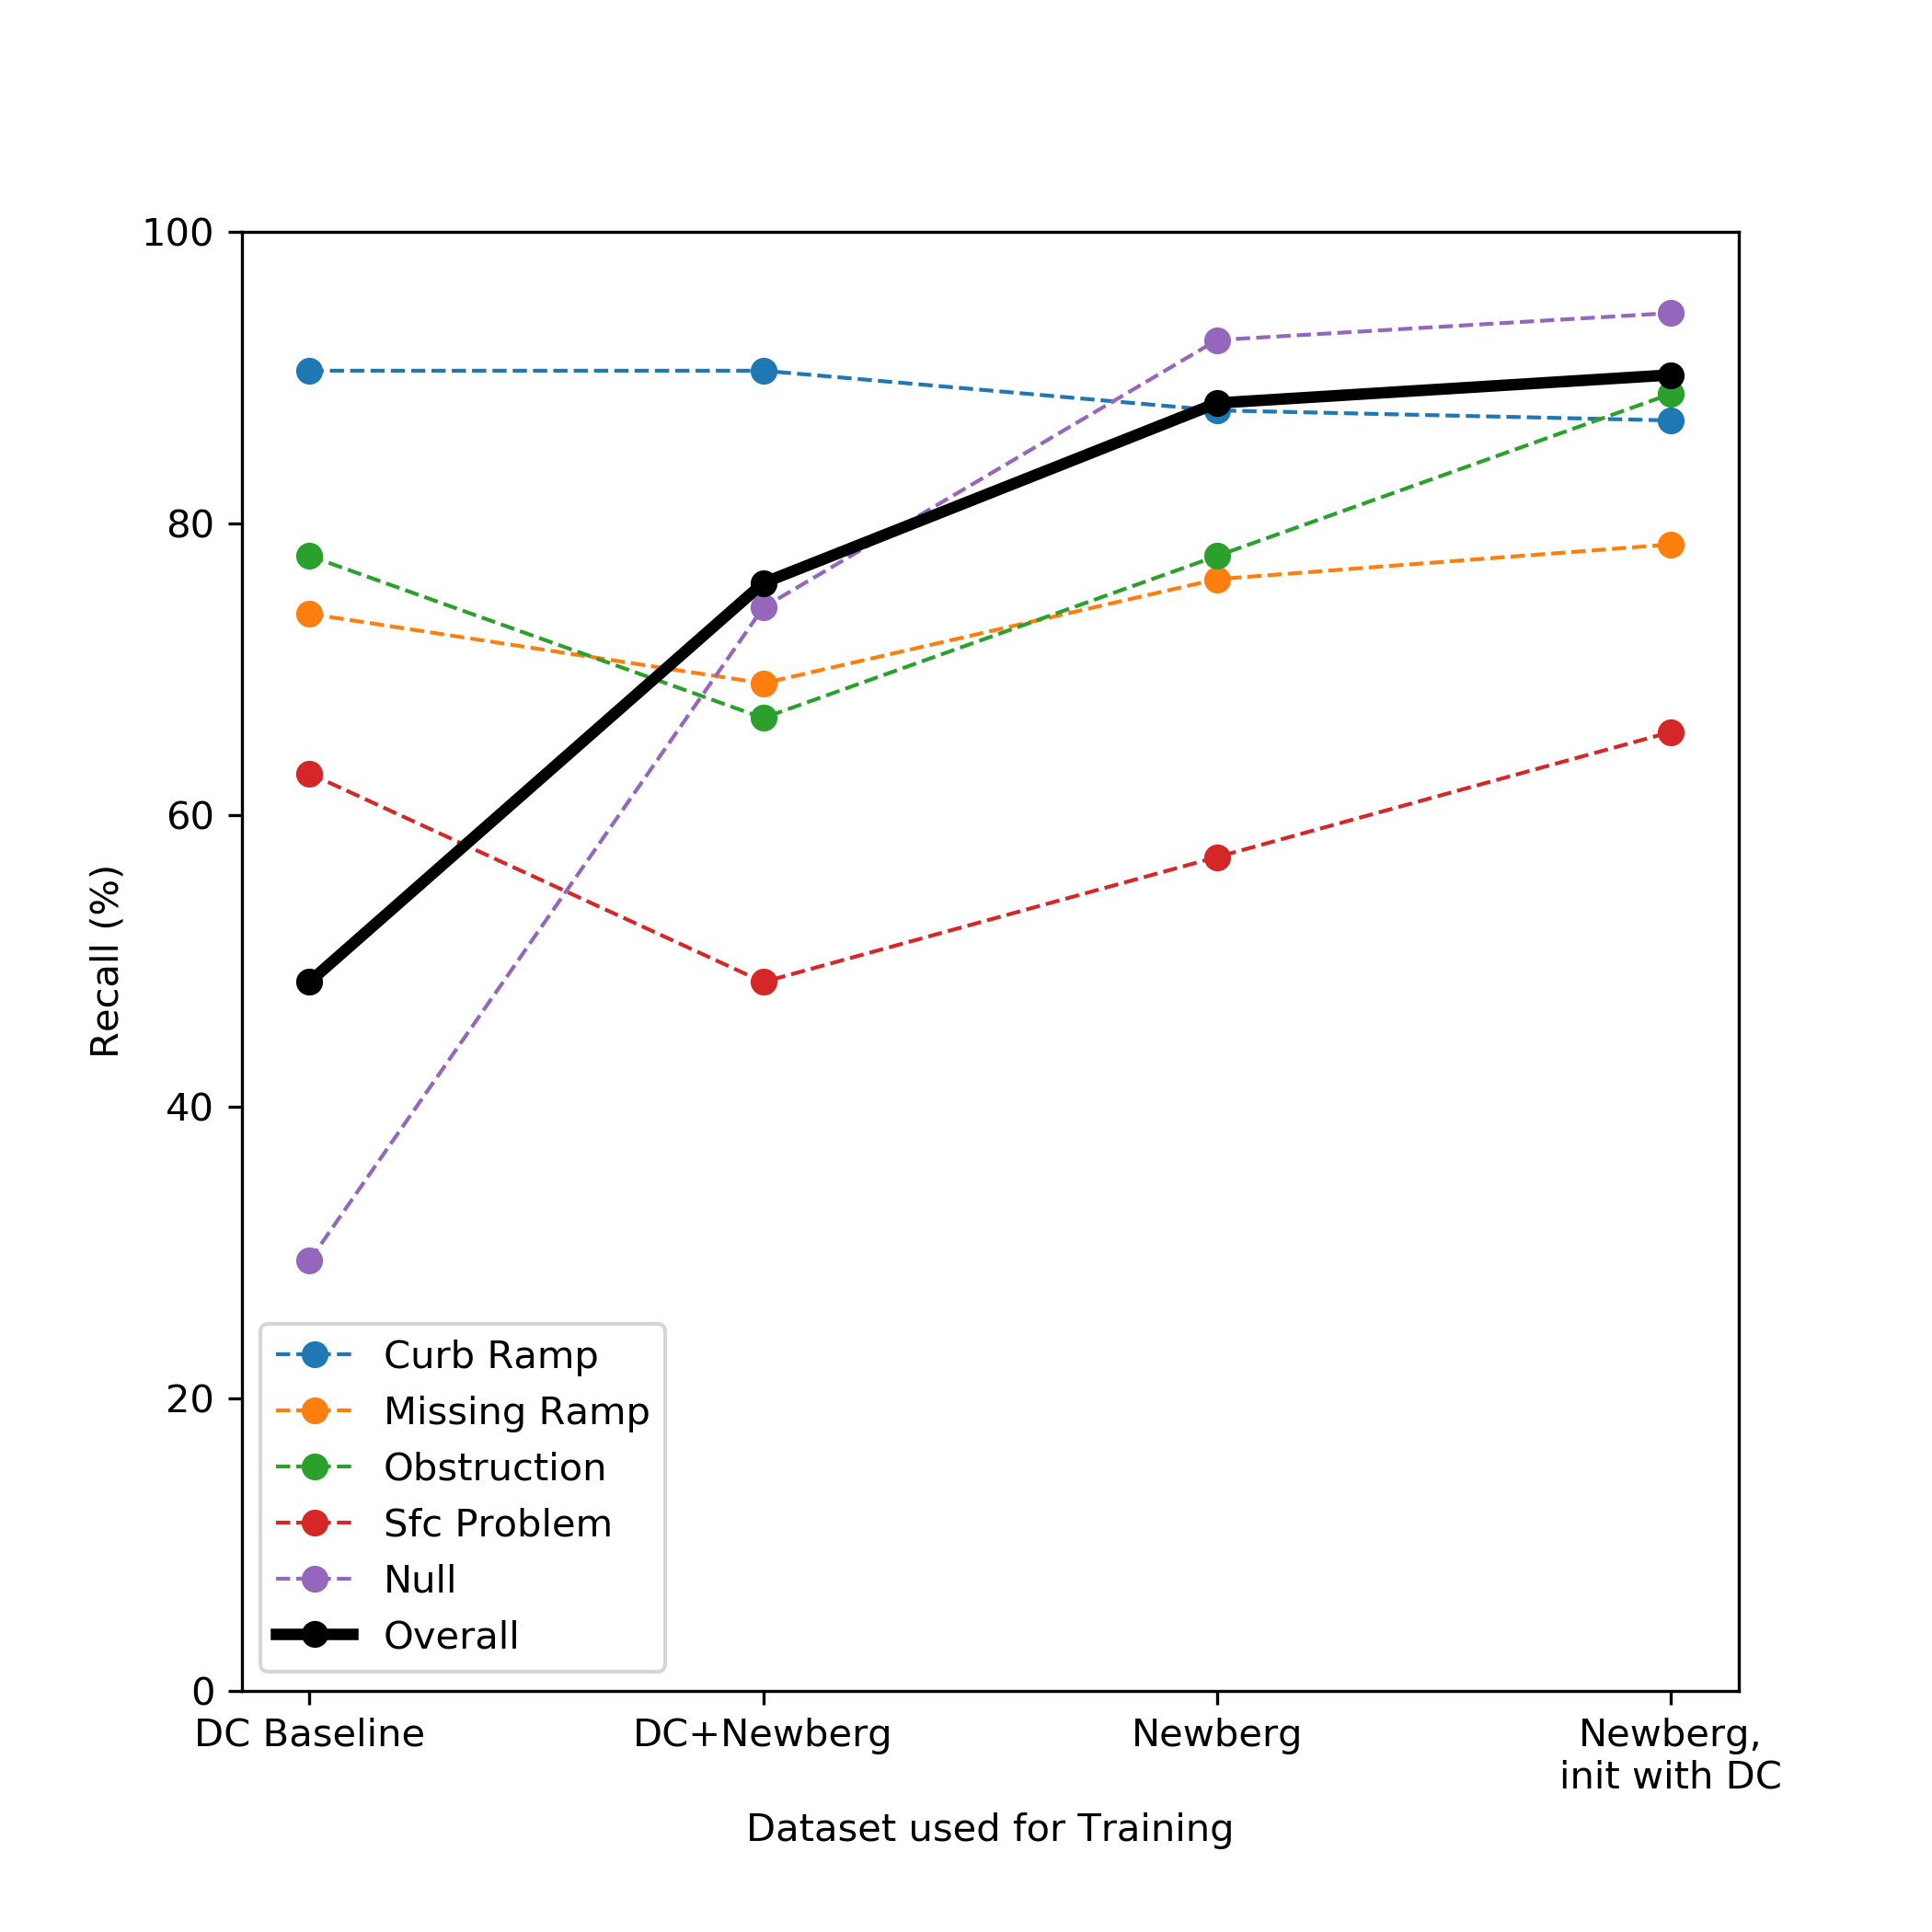 100
80
60
40
20
0
Recall (%)
Curb Ramp
Missing Ramp
Obstruction
Sfc Problem
Null
Overall
DC Baseline
DC+Newberg
Newberg
Newberg,
init with DC
Dataset used for Training